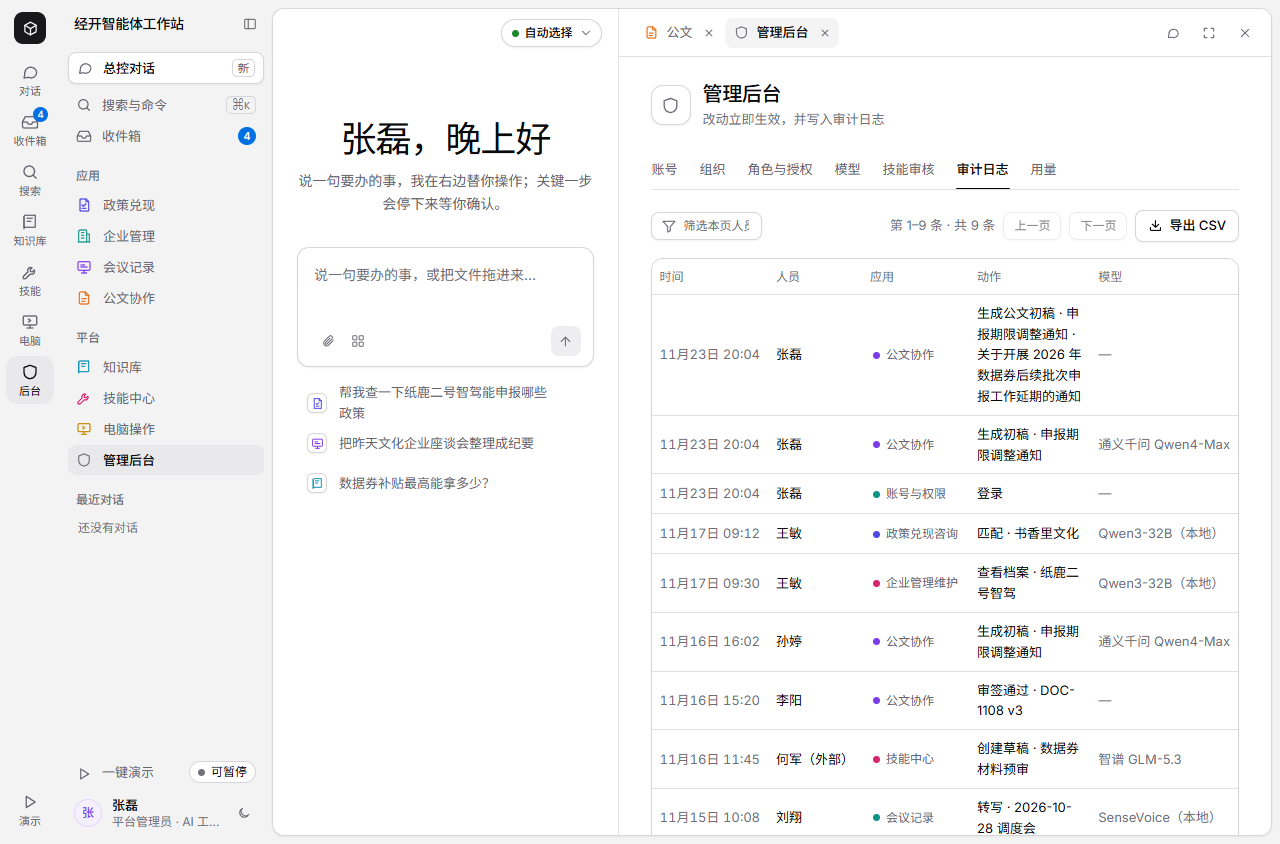 经开智能体工作站
对话
4
收件箱
搜索
知识库
技能
电脑
后台
演示
总控对话 新
搜索与命令 ⌘K
收件箱 4
应用
政策兑现
企业管理
会议记录
公文协作
平台
知识库
技能中心
电脑操作
管理后台
最近对话
还没有对话
一键演示 可暂停
张 张磊
平台管理员 · AI 工...
自动选择
张磊，晚上好
说一句要办的事，我在右边替你操作；关键一步
会停下来等你确认。
说一句要办的事，或把文件拖进来...
帮我查一下纸鹿二号智驾能申报哪些
政策
把昨天文化企业座谈会整理成纪要
数据券补贴最高能拿多少？
公文 管理后台
管理后台
改动立即生效，并写入审计日志
账号 组织 角色与授权 模型 技能审核 审计日志 用量
筛选本页人员 第 1–9 条 · 共 9 条 上一页 下一页 导出 CSV
时间 人员 应用 动作 模型
11月23日 20:04 张磊 公文协作 生成公文初稿 · 申
报期限调整通知 ·
关于开展 2026 年
数据券后续批次申
报工作延期的通知 —
11月23日 20:04 张磊 公文协作 生成初稿 · 申报期
限调整通知 通义千问 Qwen4-Max
11月23日 20:04 张磊 账号与权限 登录 —
11月17日 09:12 王敏 政策兑现咨询 匹配 · 书香里文化 Qwen3-32B（本地）
11月17日 09:30 王敏 企业管理维护 查看档案 · 纸鹿二
号智驾 Qwen3-32B（本地）
11月16日 16:02 孙婷 公文协作 生成初稿 · 申报期
限调整通知 通义千问 Qwen4-Max
11月16日 15:20 李阳 公文协作 审签通过 · DOC-
1108 v3 —
11月16日 11:45 何军（外部） 技能中心 创建草稿 · 数据券
材料预审 智谱 GLM-5.3
11月15日 10:08 刘翔 会议记录 转写 · 2026-10-
28 调度会 SenseVoice（本地）